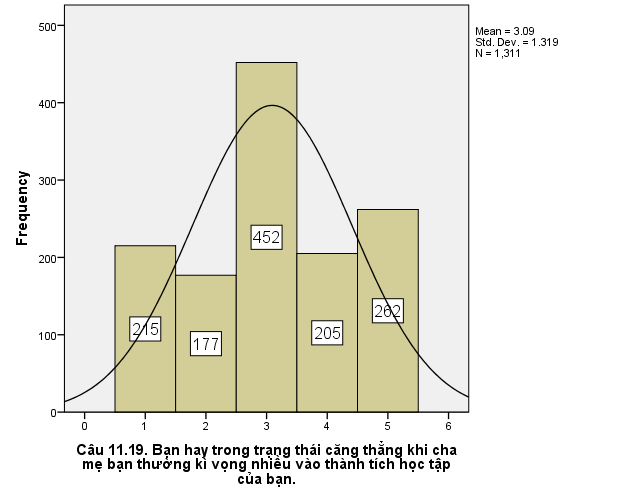 Mean = 3.09
Std. Dev. = 1.319
N = 1,311
500
400
300
200
100
0
Frequency
452
215
177
205
262
0 1 2 3 4 5 6
Câu 11.19. Bạn hay trong trạng thái căng thẳng khi cha
mẹ bạn thường kì vọng nhiều vào thành tích học tập
của bạn.